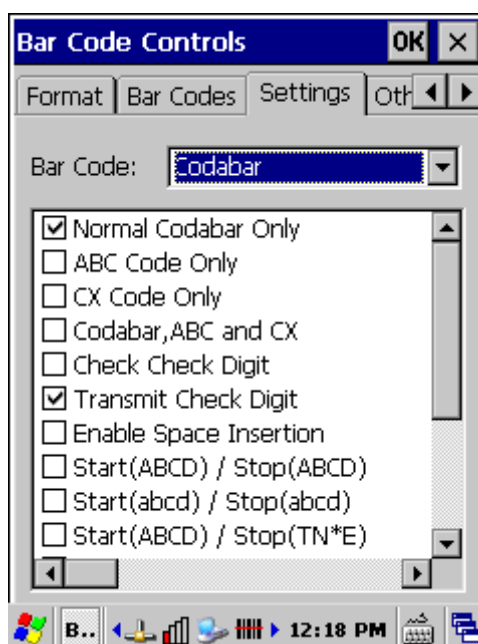 Bar Code Controls OK
Format Bar Codes Settings Oth
Bar Code: Codabar
Normal Codabar Only
ABC Code Only
CX Code Only
Codabar,ABC and CX
Check Check Digit
Transmit Check Digit
Enable Space Insertion
Start(ABCD) / Stop(ABCD)
Start(abcd) / Stop(abcd)
Start(ABCD) / Stop(TN*E)
B.. 12:18 PM